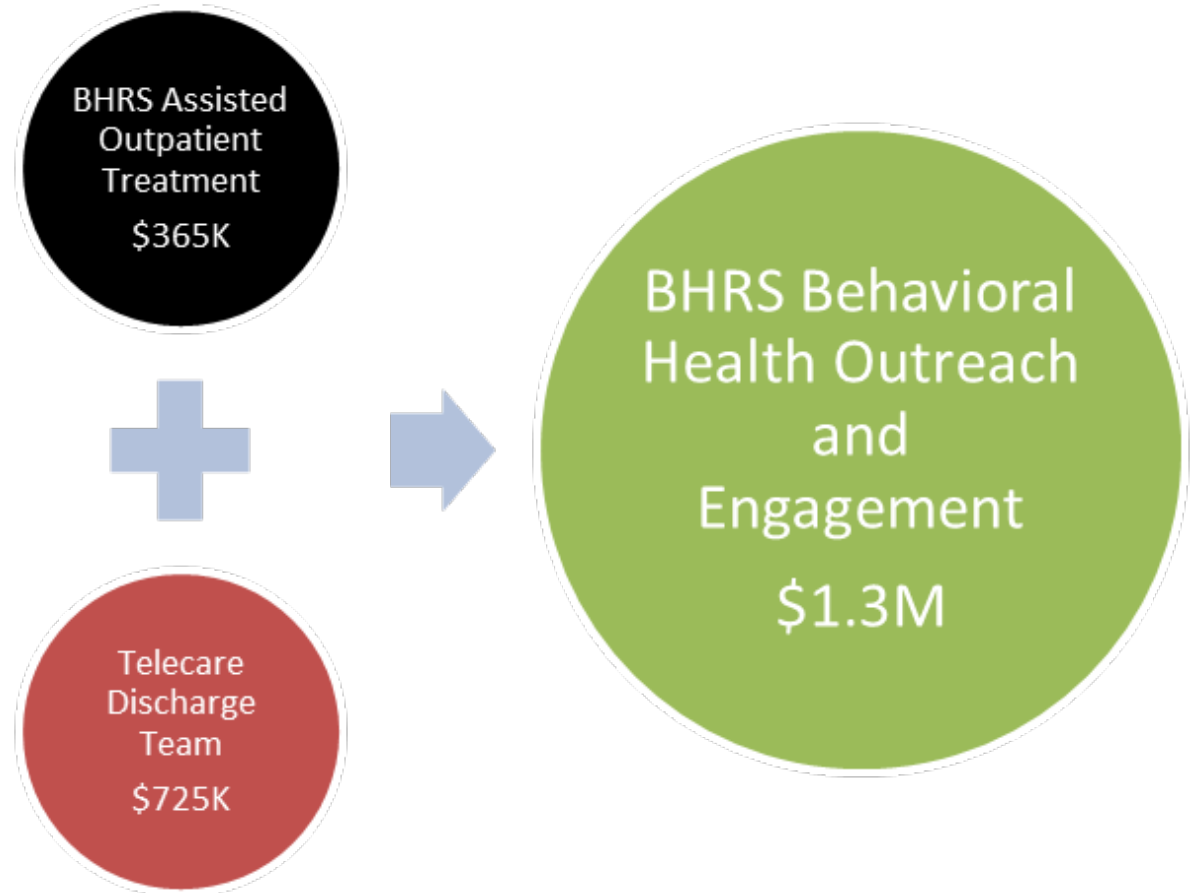 BHRS Assisted
Outpatient
Treatment
$365K
Telecare
Discharge
Team
$725K
BHRS Behavioral
Health Outreach
and
Engagement
$1.3M